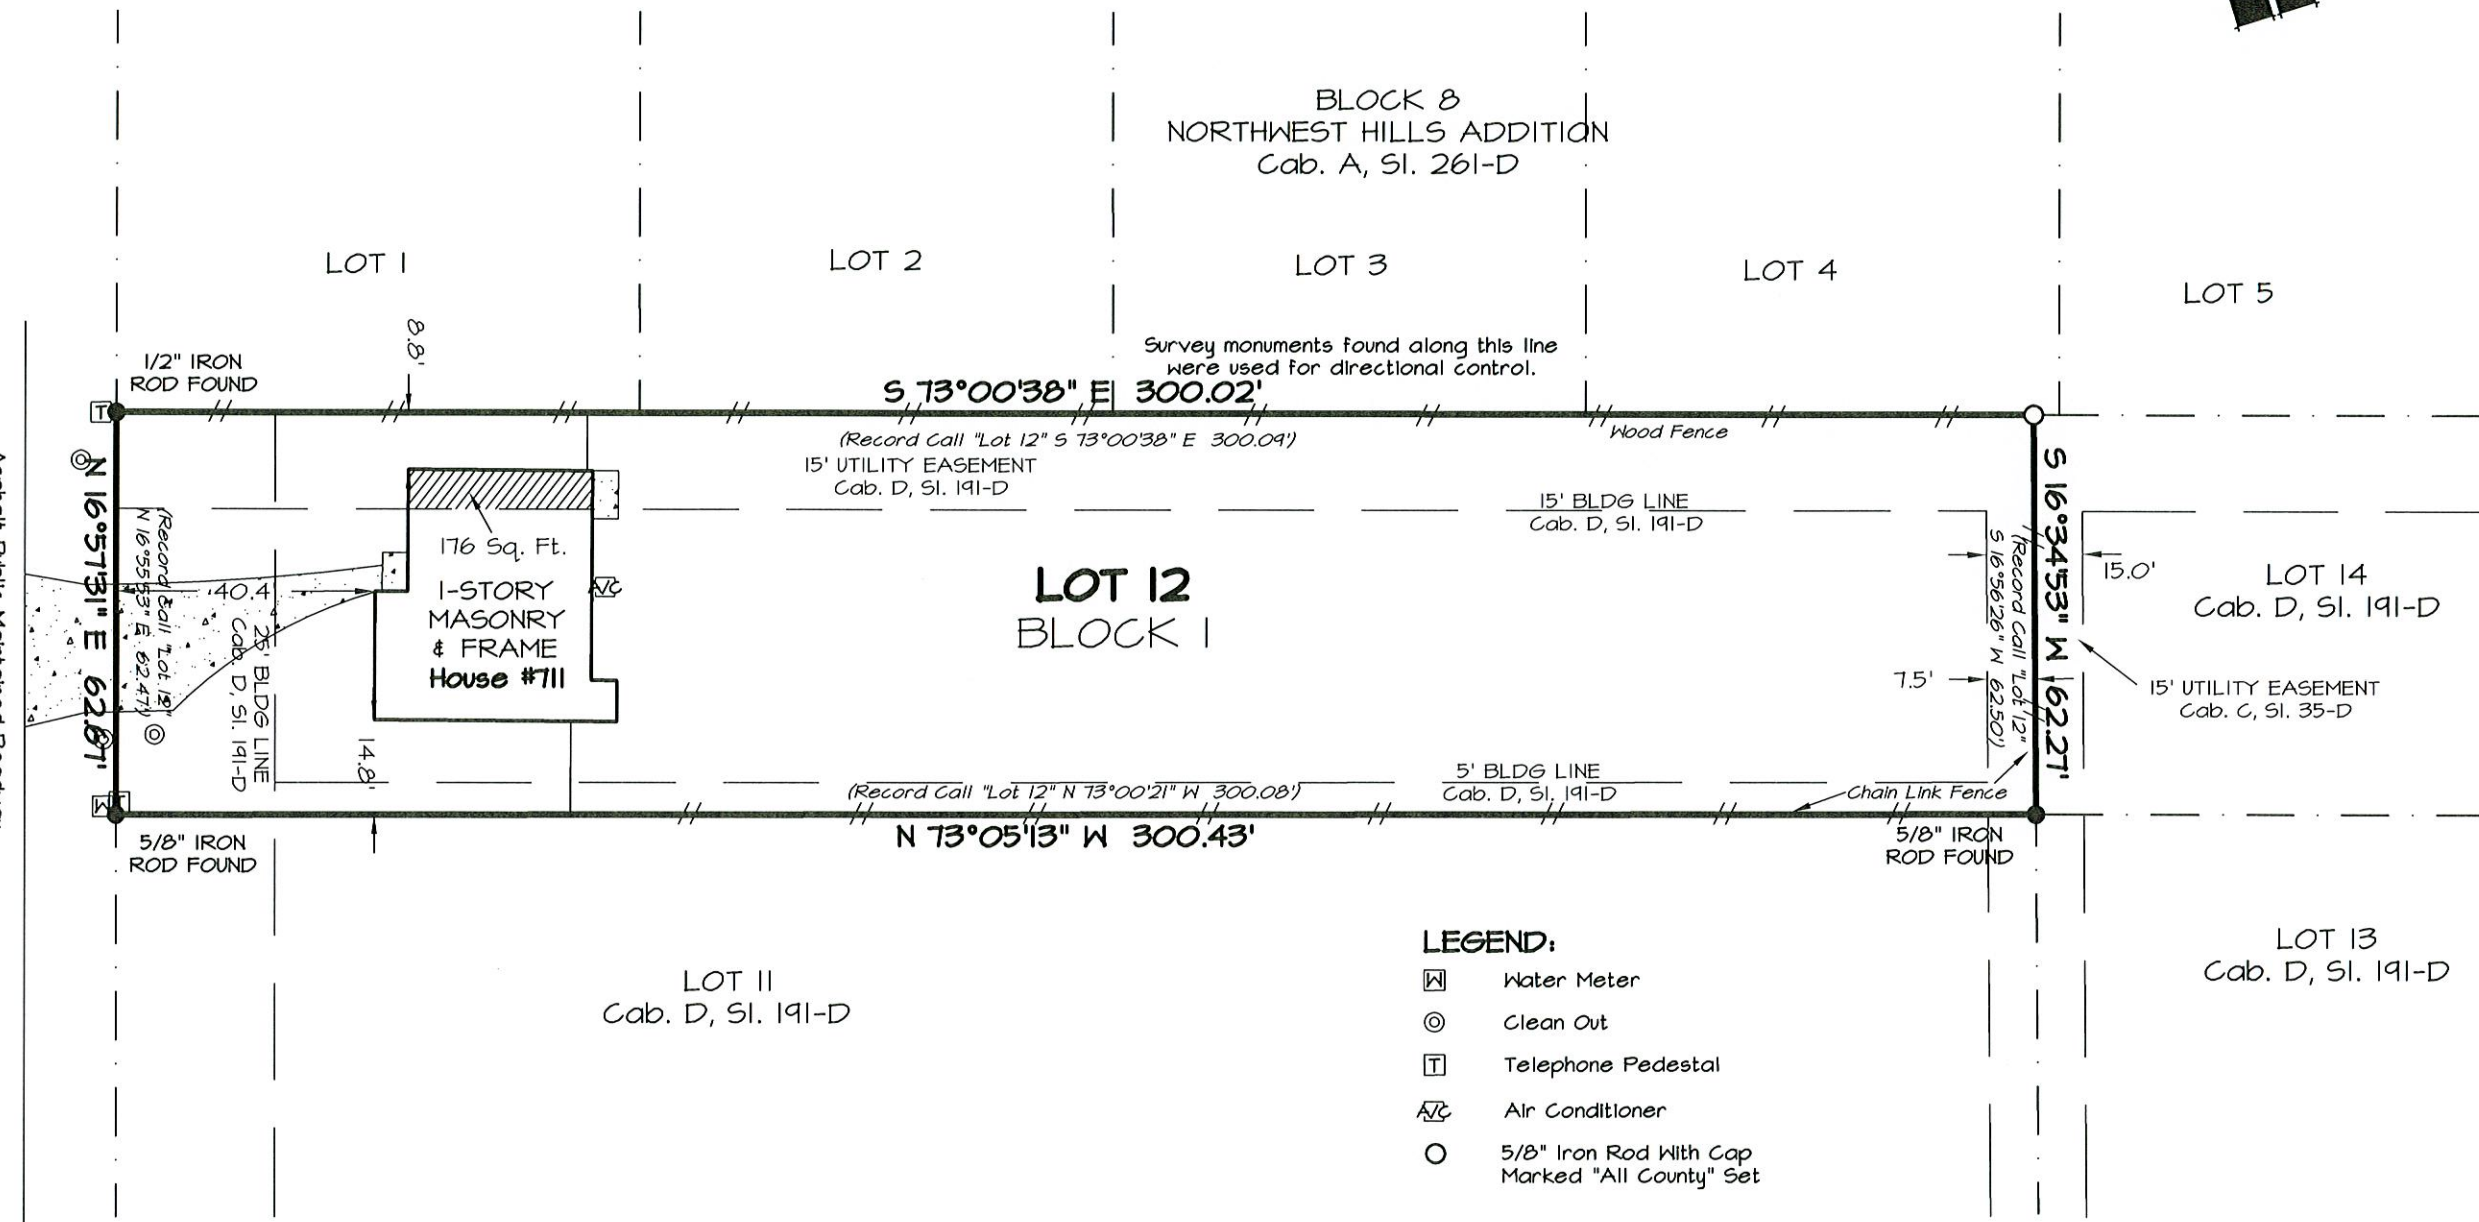 BLOCK 8
NORTHWEST HILLS ADDITION
Cab. A, Sl. 261-D
LOT 1
LOT 2
LOT 3
LOT 4
LOT 5
8.8'
Survey monuments found along this line
were used for directional control.
1/2" IRON
ROD FOUND
S 73°00'38" E 300.02'
(Record Call "Lot 12" S 73°00'38" E 300.09')
Wood Fence
T
15' UTILITY EASEMENT
Cab. D, Sl. 191-D
15' BLDG LINE
Cab. D, Sl. 191-D
N 16°57'31" E 62.87'
(Record Call "Lot 12"
N 16°55'53" E 62.47')
25' BLDG LINE
Cab. D, Sl. 191-D
40.4'
176 Sq. Ft.
1-STORY
MASONRY
& FRAME
House #711
A/C
14.8'
LOT 12
BLOCK 1
S 16°34'53" W 62.27'
(Record Call "Lot 12"
S 16°56'26" W 62.50')
15.0'
7.5'
LOT 14
Cab. D, Sl. 191-D
15' UTILITY EASEMENT
Cab. C, Sl. 35-D
5' BLDG LINE
Cab. D, Sl. 191-D
Chain Link Fence
(Record Call "Lot 12" N 73°00'21" W 300.08')
W
T
N 73°05'13" W 300.43'
5/8" IRON
ROD FOUND
5/8" IRON
ROD FOUND
LOT 11
Cab. D, Sl. 191-D
LOT 13
Cab. D, Sl. 191-D
LEGEND:
W Water Meter
Clean Out
T Telephone Pedestal
A/C Air Conditioner
5/8" Iron Rod With Cap
Marked "All County" Set